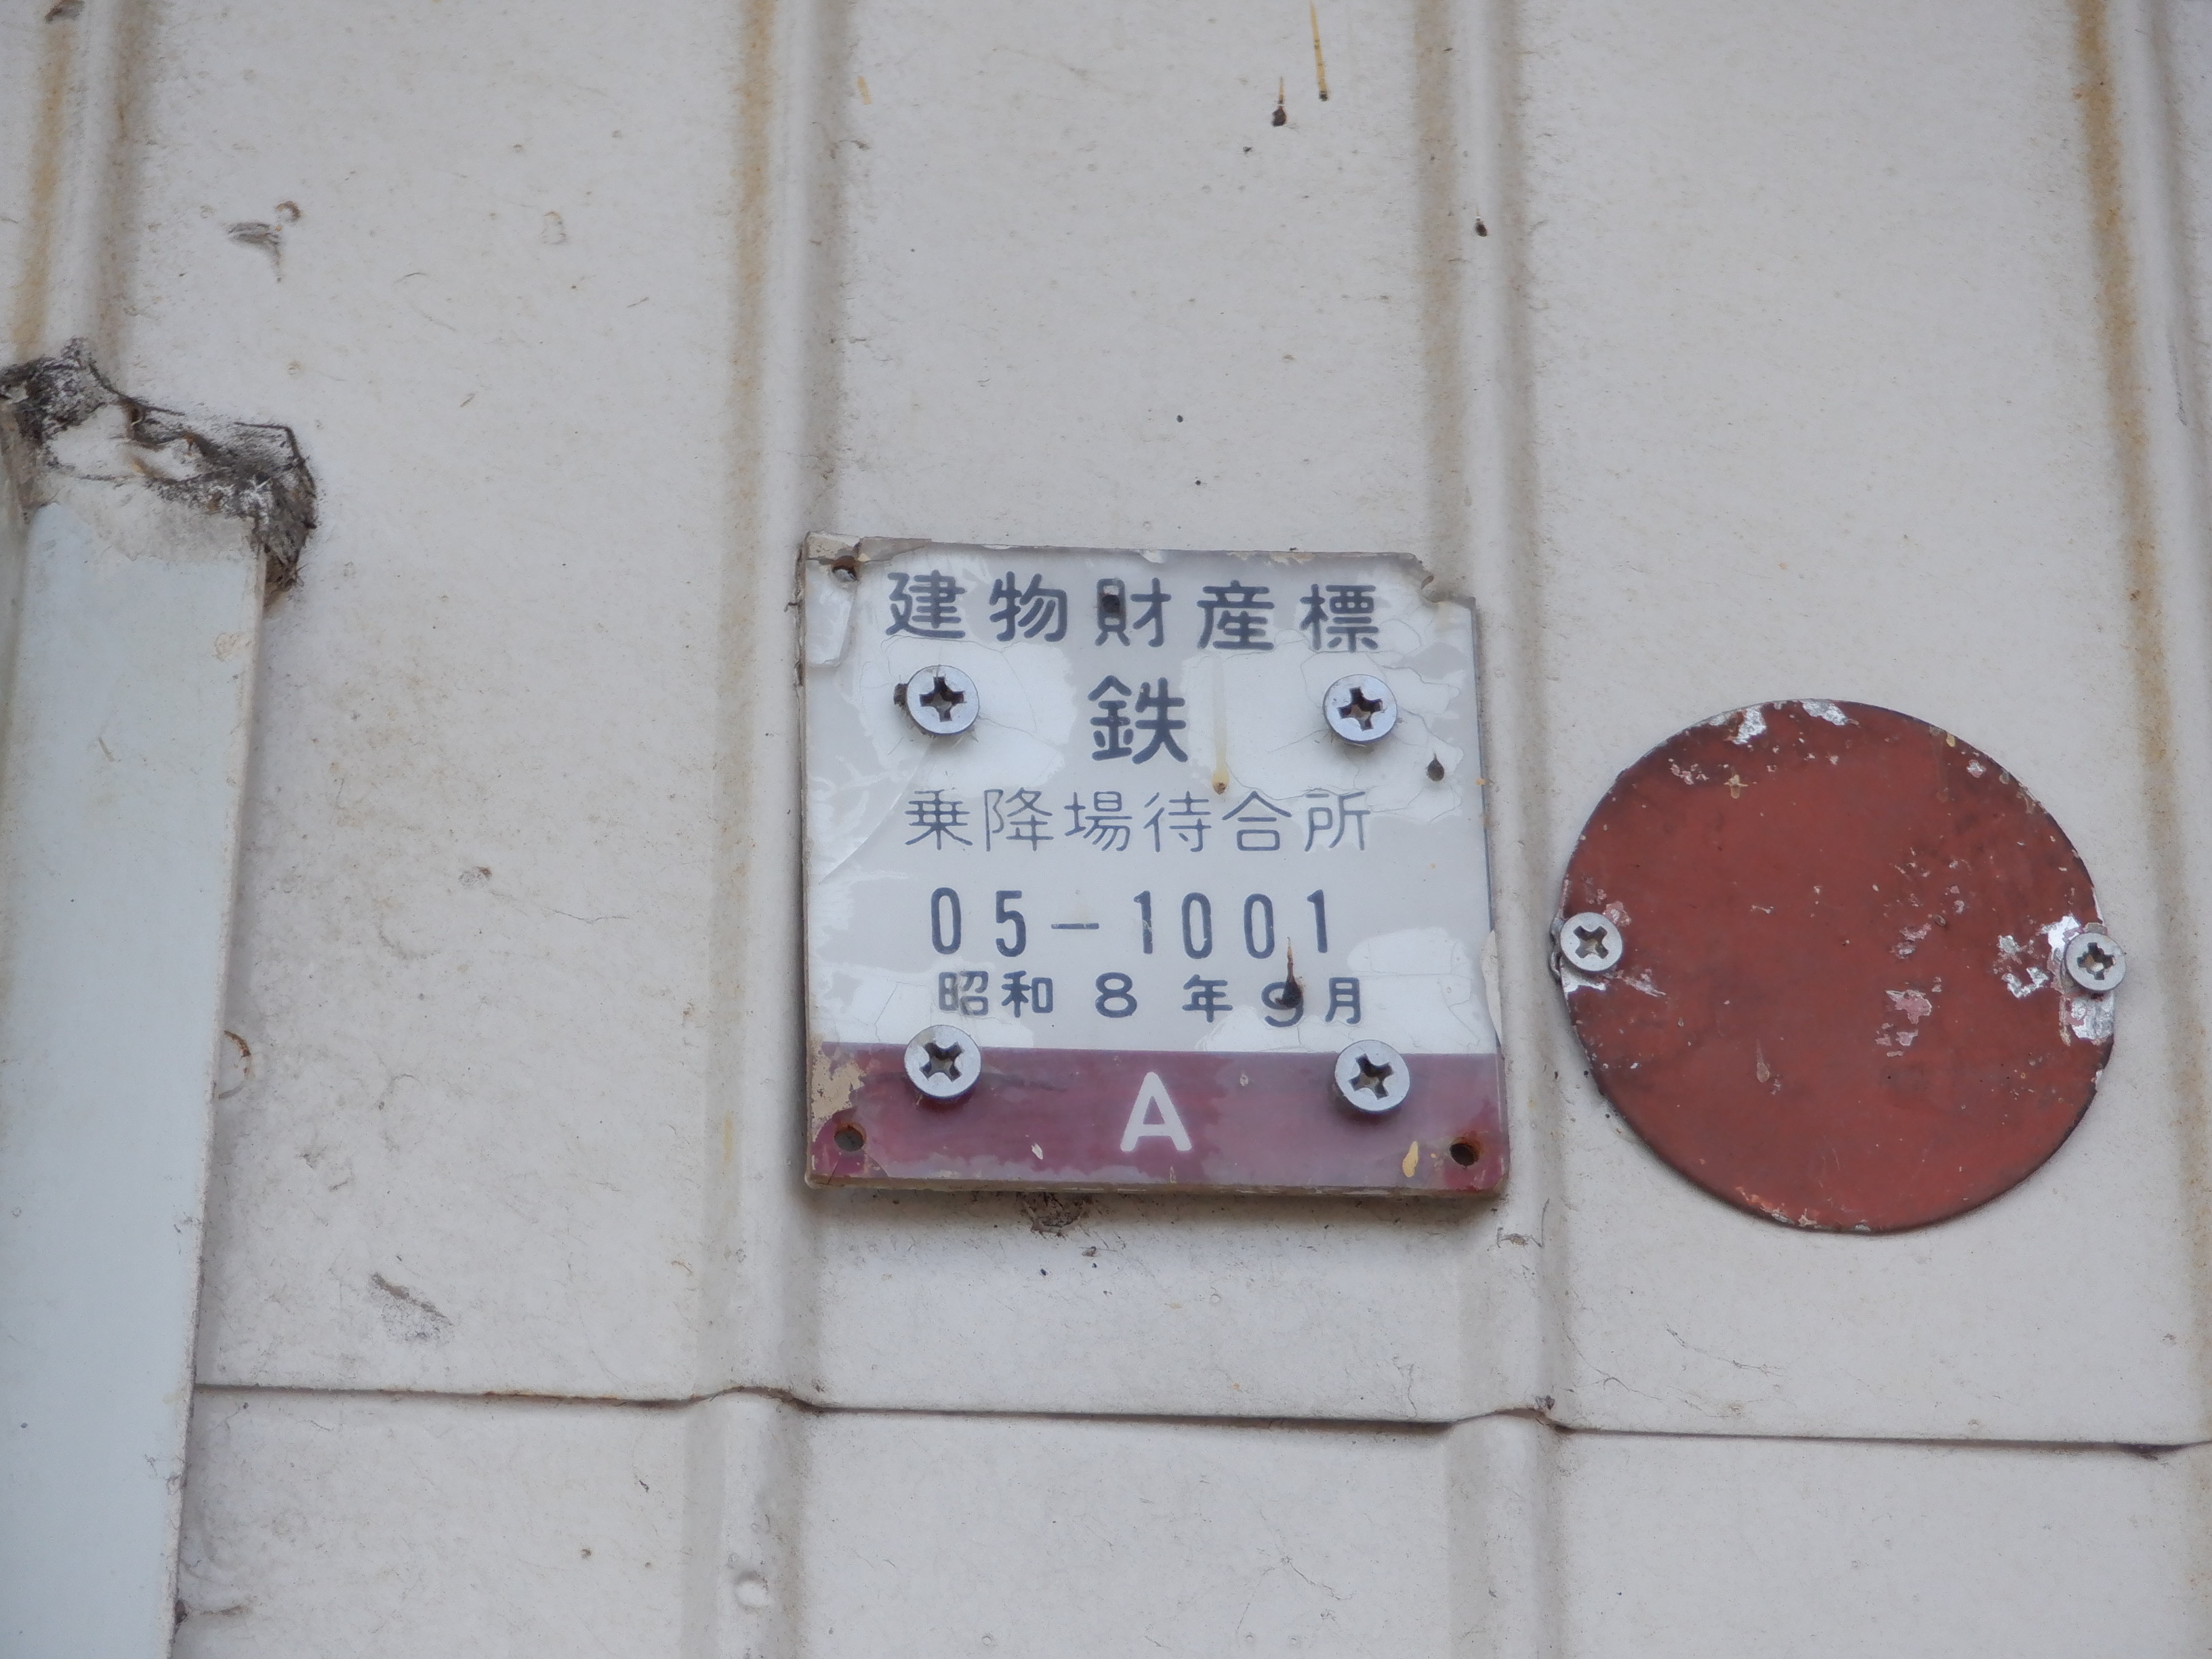 建物財産標
鉄
乗降場待合所
05-1001
昭和 8 年 9月
A